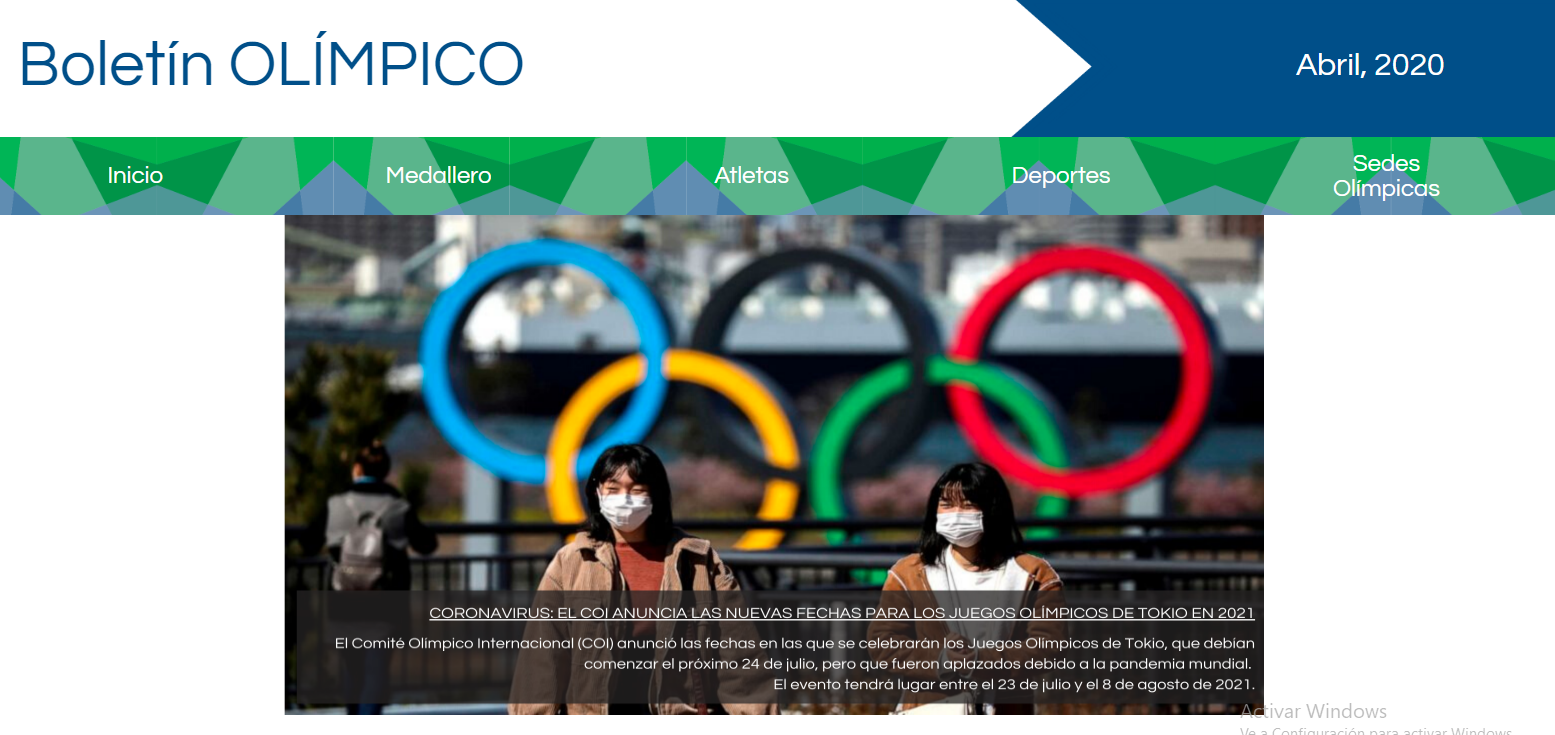 Boletín OLÍMPICO
Abril, 2020
Inicio
Medallero
Atletas
Deportes
Sedes
Olímpicas
CORONAVIRUS: EL COI ANUNCIA LAS NUEVAS FECHAS PARA LOS JUEGOS OLÍMPICOS DE TOKIO EN 2021
El Comité Olímpico Internacional (COI) anunció las fechas en las que se celebrarán los Juegos Olímpicos de Tokio, que debían
comenzar el próximo 24 de julio, pero que fueron aplazados debido a la pandemia mundial.
El evento tendrá lugar entre el 23 de julio y el 8 de agosto de 2021.
Activar Windows
Ve a Configuración para activar Windows.